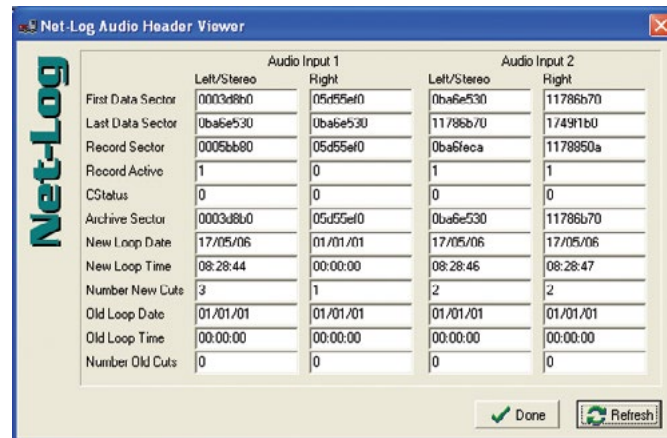 Net-Log Audio Header Viewer
Net-Log
Audio Input 1 Audio Input 2
Left/Stereo Right Left/Stereo Right
First Data Sector 0003d8b0 05d55ef0 0ba6e530 11786b70
Last Data Sector 0ba6e530 0ba6e530 11786b70 1749f1b0
Record Sector 0005bb80 05d55ef0 0ba6feca 1178850a
Record Active 1 0 1 1
CStatus 0 0 0 0
Archive Sector 0003d8b0 05d55ef0 0ba6e530 11786b70
New Loop Date 17/05/06 01/01/01 17/05/06 17/05/06
New Loop Time 08:28:44 00:00:00 08:28:46 08:28:47
Number New Cuts 3 1 2 2
Old Loop Date 01/01/01 01/01/01 01/01/01 01/01/01
Old Loop Time 00:00:00 00:00:00 00:00:00 00:00:00
Number Old Cuts 0 0 0 0
Done Refresh